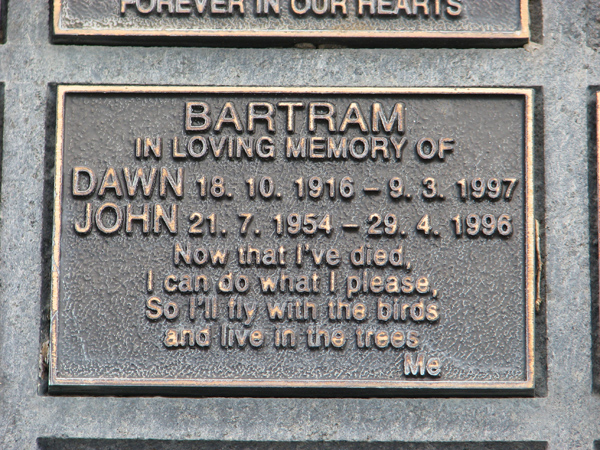 FOREVER IN OUR HEARTS
BARTRAM
IN LOVING MEMORY OF
DAWN 18. 10. 1916 – 9. 3. 1997
JOHN 21. 7. 1954 – 29. 4. 1996
Now that I've died,
I can do what I please,
So I'll fly with the birds
and live in the trees
Me